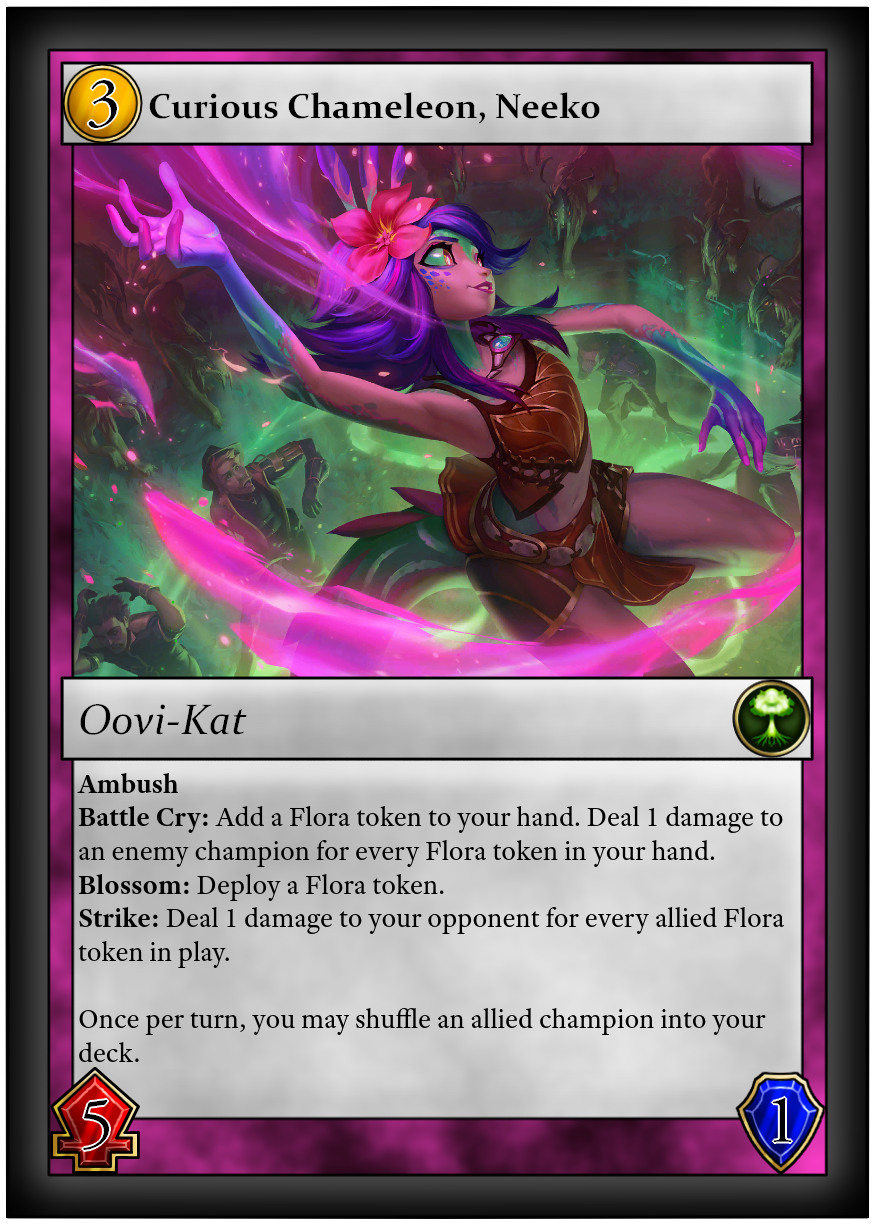 3
Curious Chameleon, Neeko
Oovi-Kat
Ambush
Battle Cry: Add a Flora token to your hand. Deal 1 damage to
an enemy champion for every Flora token in your hand.
Blossom: Deploy a Flora token.
Strike: Deal 1 damage to your opponent for every allied Flora
token in play.
Once per turn, you may shuffle an allied champion into your
deck.
5
1